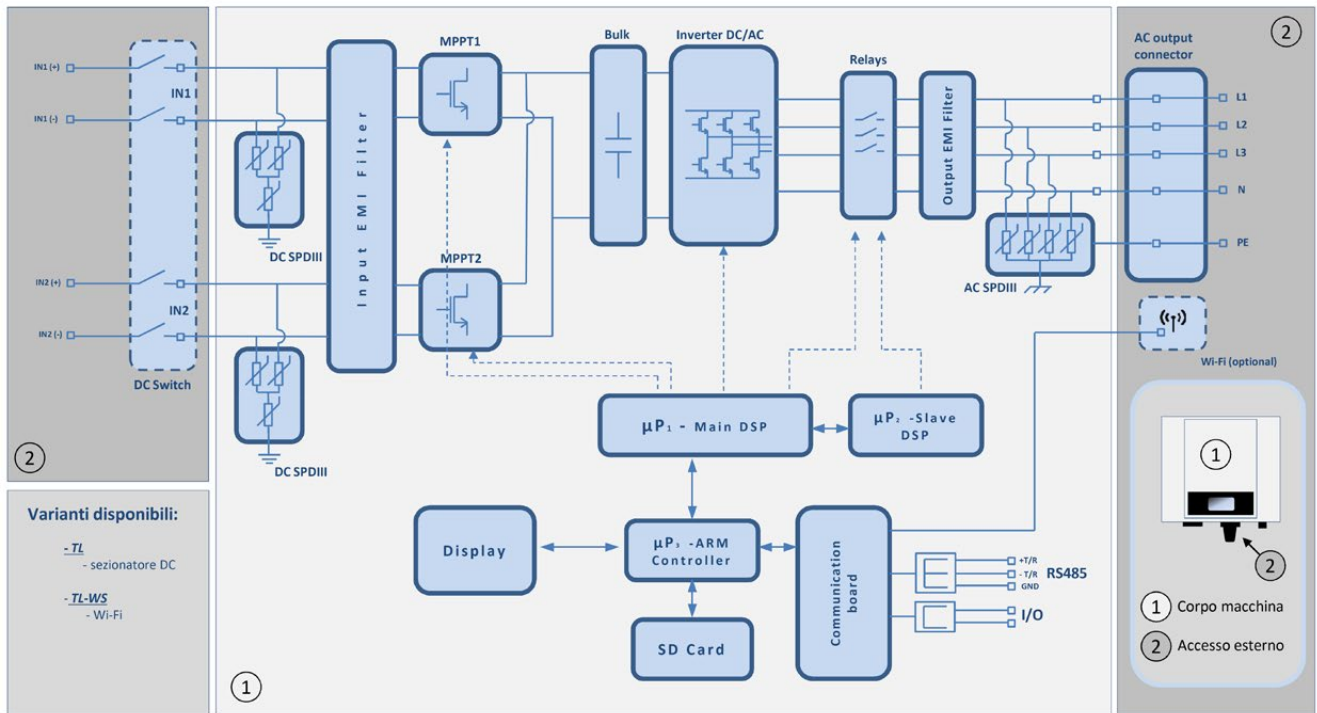 2
IN1 (+)
IN1 (-)
IN1
IN2 (+)
IN2 (-)
IN2
DC Switch
2
Varianti disponibili:
- TL
- sezionatore DC
- TL-WS
- Wi-Fi
DC SPDIII
DC SPDIII
Input EMI Filter
MPPT1
MPPT2
Bulk
Inverter DC/AC
Relays
Output EMI Filter
AC SPDIII
µP1 - Main DSP
µP2 -Slave
DSP
Display
µP3 -ARM
Controller
SD Card
Communication
board
+T/R
- T/R
GND
RS485
I/O
1
AC output
connector
2
L1
L2
L3
N
PE
Wi-Fi (optional)
1
2
1 Corpo macchina
2 Accesso esterno